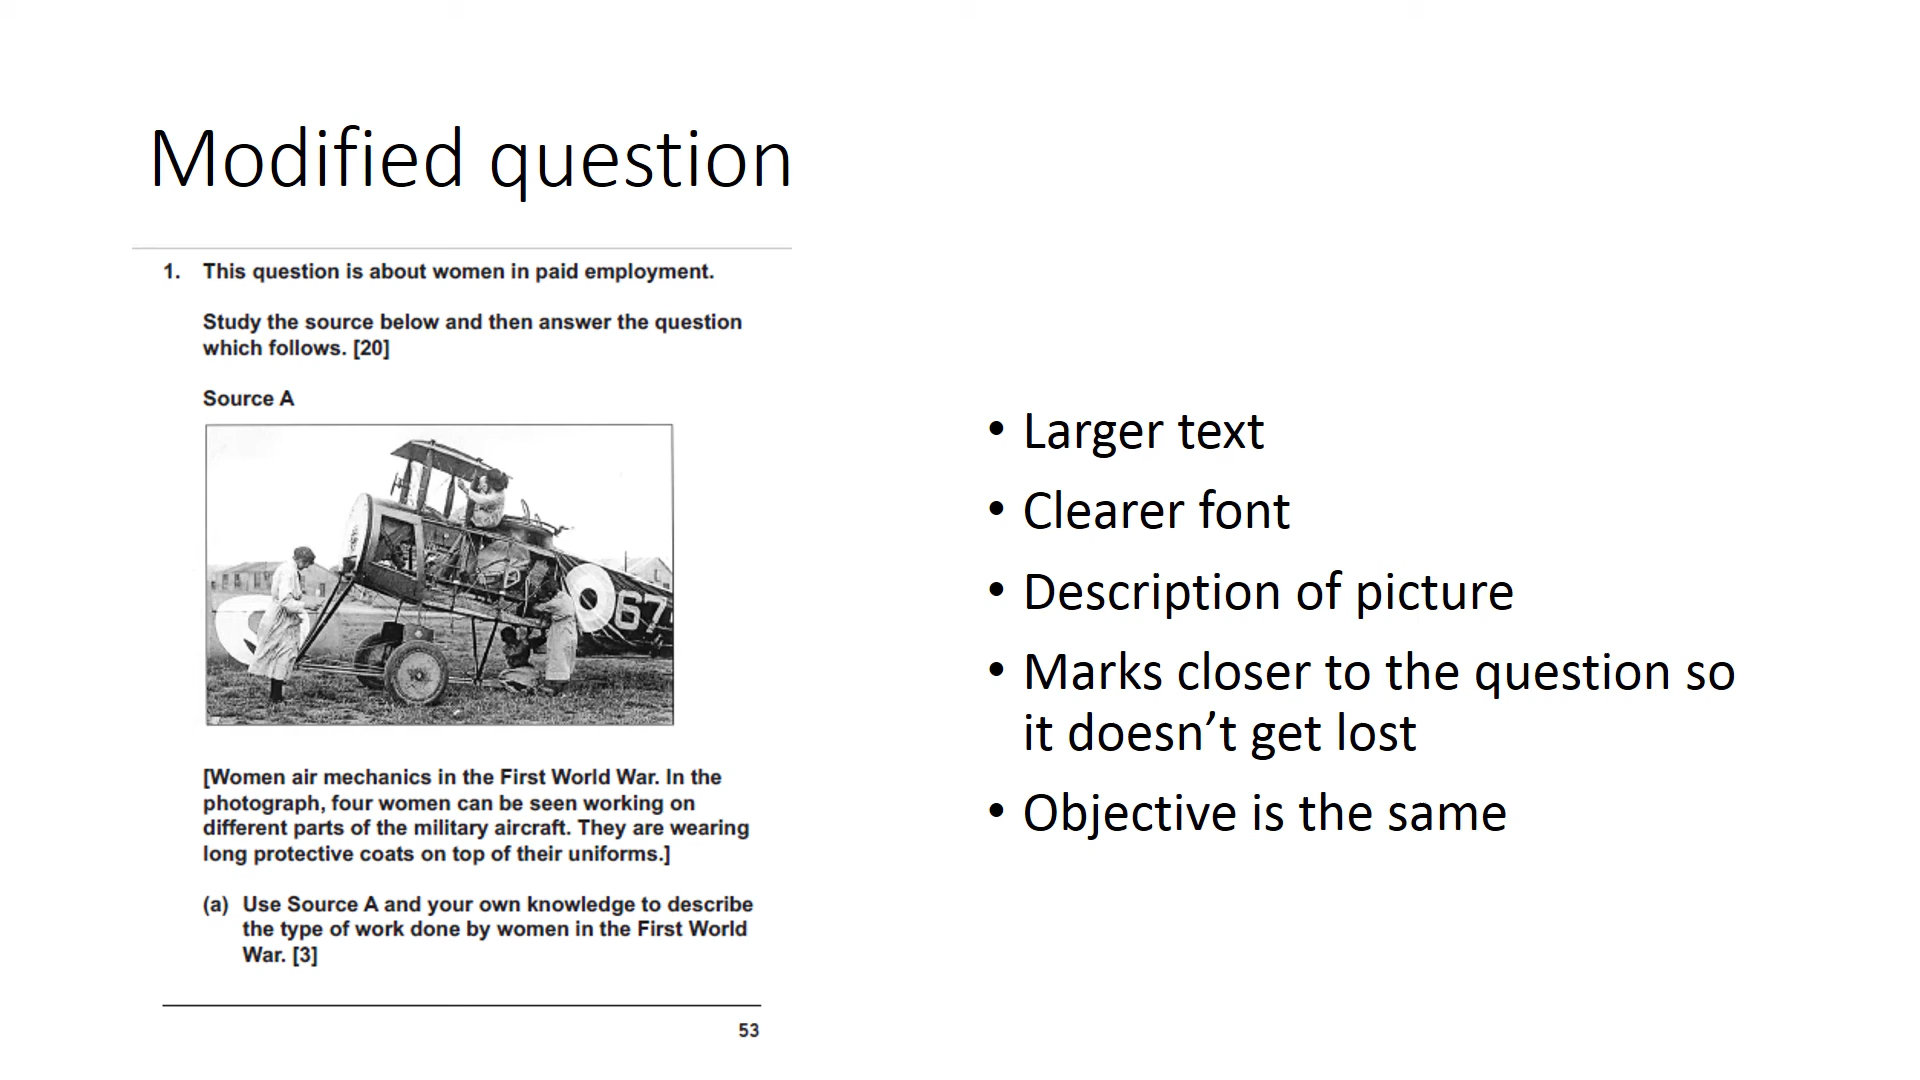 Modified question
1. This question is about women in paid employment.
Study the source below and then answer the question
which follows. [20]
Source A
67
[Women air mechanics in the First World War. In the
photograph, four women can be seen working on
different parts of the military aircraft. They are wearing
long protective coats on top of their uniforms.]
(a) Use Source A and your own knowledge to describe
the type of work done by women in the First World
War. [3]
53
• Larger text
• Clearer font
• Description of picture
• Marks closer to the question so
it doesn’t get lost
• Objective is the same